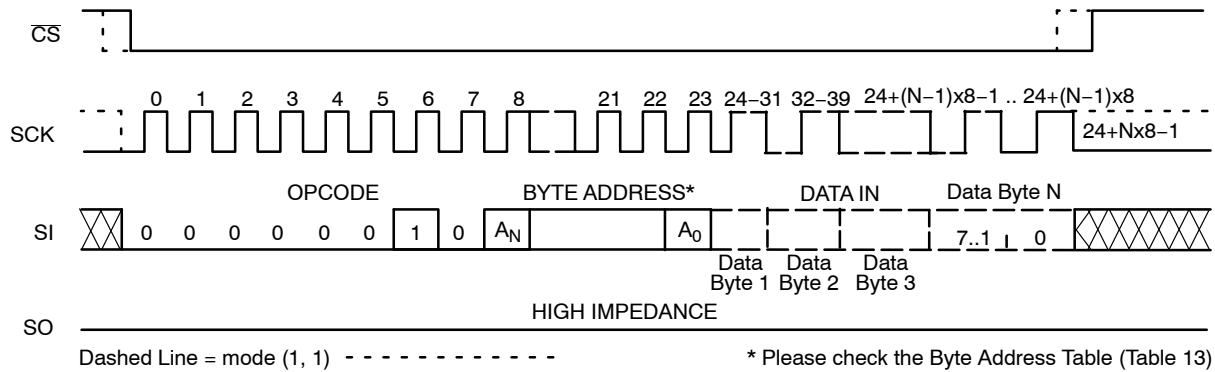 CS
0 1 2 3 4 5 6 7 8 21 22 23 24–31 32–39 24+(N–1)x8–1 .. 24+(N–1)x8
SCK
24+Nx8–1
OPCODE BYTE ADDRESS* DATA IN Data Byte N
SI
0 0 0 0 0 0 1 0 AN A0 7..1 0
Data Byte 1
Data Byte 2
Data Byte 3
HIGH IMPEDANCE
SO
Dashed Line = mode (1, 1) * Please check the Byte Address Table (Table 13)